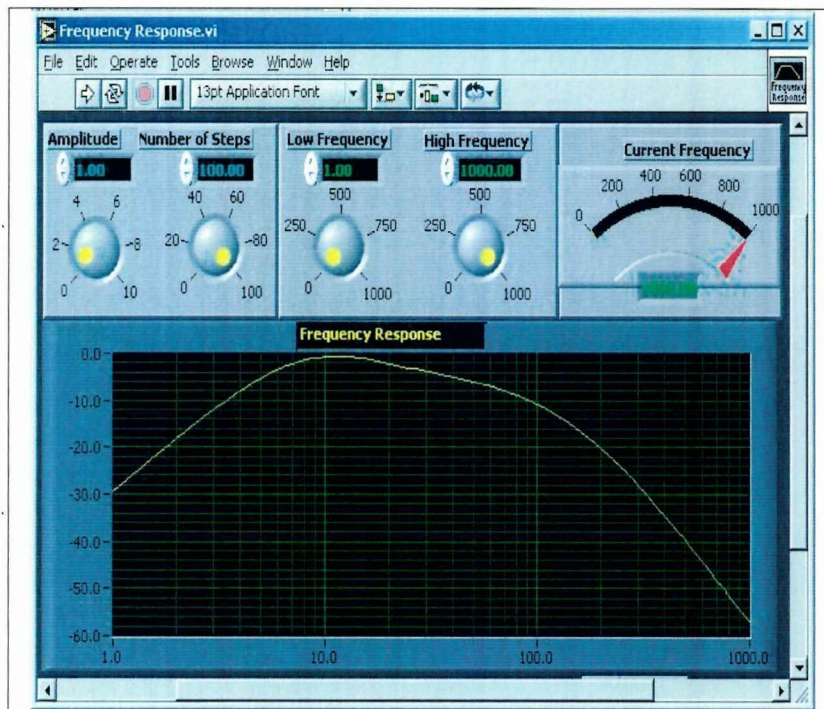 Frequency Response.vi
File Edit Operate Tools Browse Window Help
13pt Application Font
Frequency
Response
Amplitude
1.00
4 6
2 8
0 10
Number of Steps
100.00
40 60
20 80
0 100
Low Frequency
1.00
500
250 750
0 1000
High Frequency
1000.00
500
250 750
0 1000
Current Frequency
0 200 400 600 800 1000
Frequency Response
0.0
-10.0
-20.0
-30.0
-40.0
-50.0
-60.0
1.0 10.0 100.0 1000.0